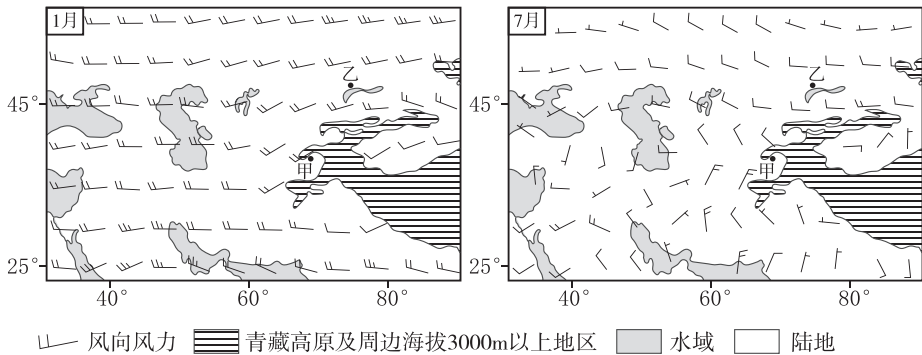 1月
7月
乙
乙
45°
45°
甲
甲
25°
25°
40° 60° 80°
40° 60° 80°
风向风力 青藏高原及周边海拔3000m以上地区 水域 陆地